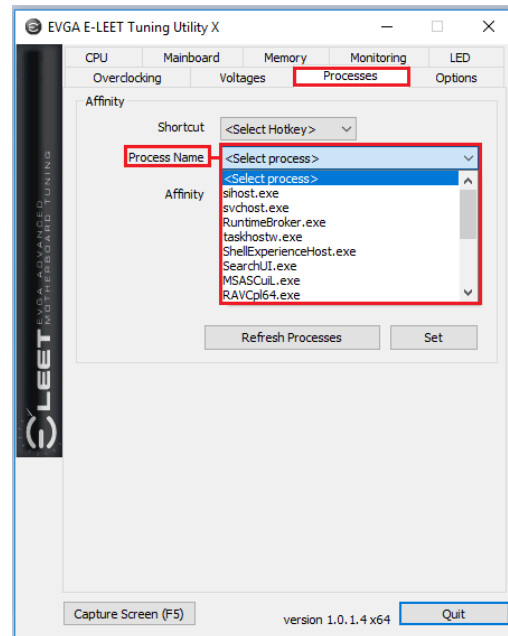 EVGA E-LEET Tuning Utility X
CPU Mainboard Memory Monitoring LED
Overclocking Voltages Processes Options
Affinity
Shortcut <Select Hotkey>
Process Name <Select process>
<Select process>
Affinity sihost.exe
svchost.exe
RuntimeBroker.exe
taskhostw.exe
ShellExperienceHost.exe
SearchUI.exe
MSASCuiL.exe
RAVCpl64.exe
Refresh Processes Set
E-LEET EVGA ADVANCED
MOTHERBOARD TUNING
Capture Screen (F5) version 1.0.1.4 x64 Quit